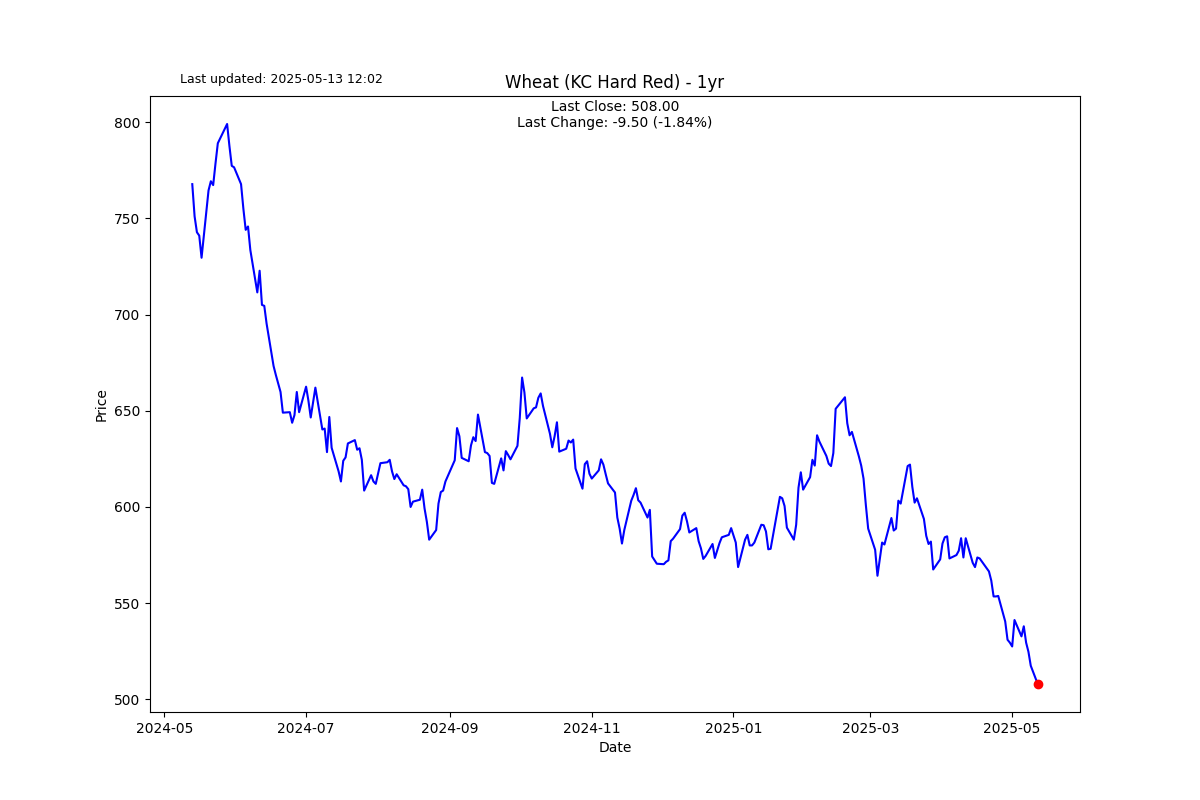 Last updated: 2025-05-13 12:02
Wheat (KC Hard Red) - 1yr
Last Close: 508.00
Last Change: -9.50 (-1.84%)
800
750
700
650
600
550
500
Price
2024-05
2024-07
2024-09
2024-11
2025-01
2025-03
2025-05
Date